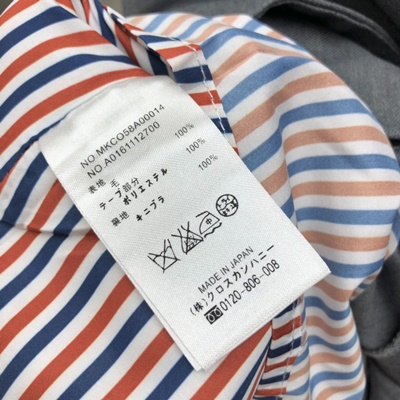 NO.MKCO58A00014
NO.A0161112700
表地 毛 100%
テープ部分
ポリエステル 100%
裏地 キュプラ 100%
MADE IN JAPAN
(株)クロスカンパニー
0120-806-008